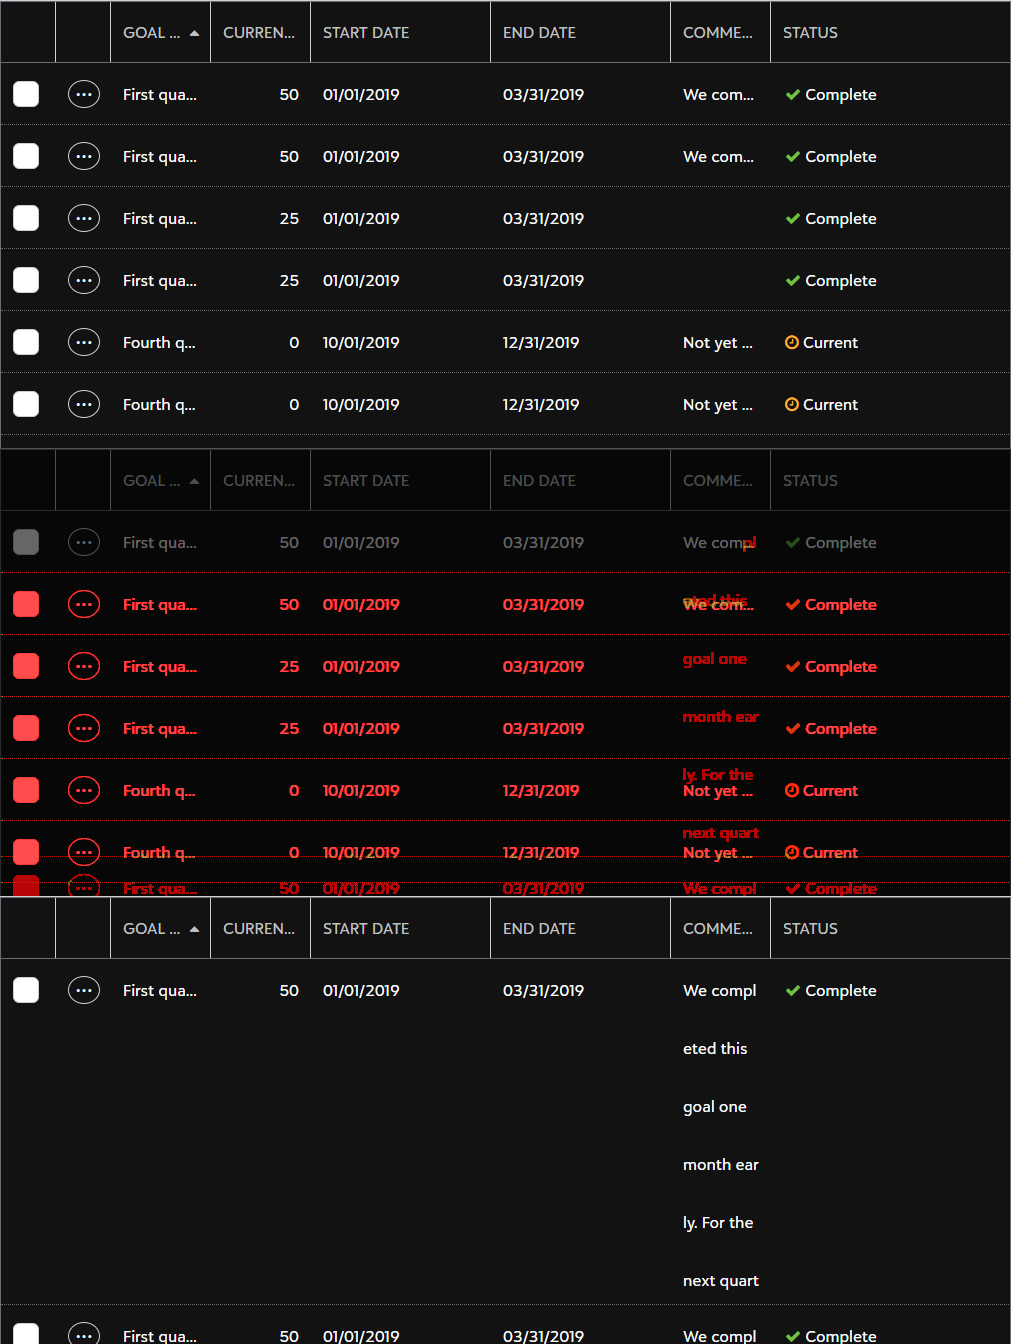 GOAL ... CURREN... START DATE END DATE COMME... STATUS
First qua... 50 01/01/2019 03/31/2019 We com... Complete
First qua... 50 01/01/2019 03/31/2019 We com... Complete
First qua... 25 01/01/2019 03/31/2019 Complete
First qua... 25 01/01/2019 03/31/2019 Complete
Fourth q... 0 10/01/2019 12/31/2019 Not yet ... Current
Fourth q... 0 10/01/2019 12/31/2019 Not yet ... Current
GOAL ... CURREN... START DATE END DATE COMME... STATUS
First qua... 50 01/01/2019 03/31/2019 We compl Complete
First qua... 50 01/01/2019 03/31/2019 We com... Complete
First qua... 25 01/01/2019 03/31/2019 goal one Complete
First qua... 25 01/01/2019 03/31/2019 Complete
month ear
ly. For the
Fourth q... 0 10/01/2019 12/31/2019 Not yet ... Current
next quart
Fourth q... 0 10/01/2019 12/31/2019 Not yet ... Current
First qua... 50 01/01/2019 03/31/2019 We compl Complete
GOAL ... CURREN... START DATE END DATE COMME... STATUS
First qua... 50 01/01/2019 03/31/2019 We compl Complete
eted this
goal one
month ear
ly. For the
next quart
First qua... 50 01/01/2019 03/31/2019 We compl Complete